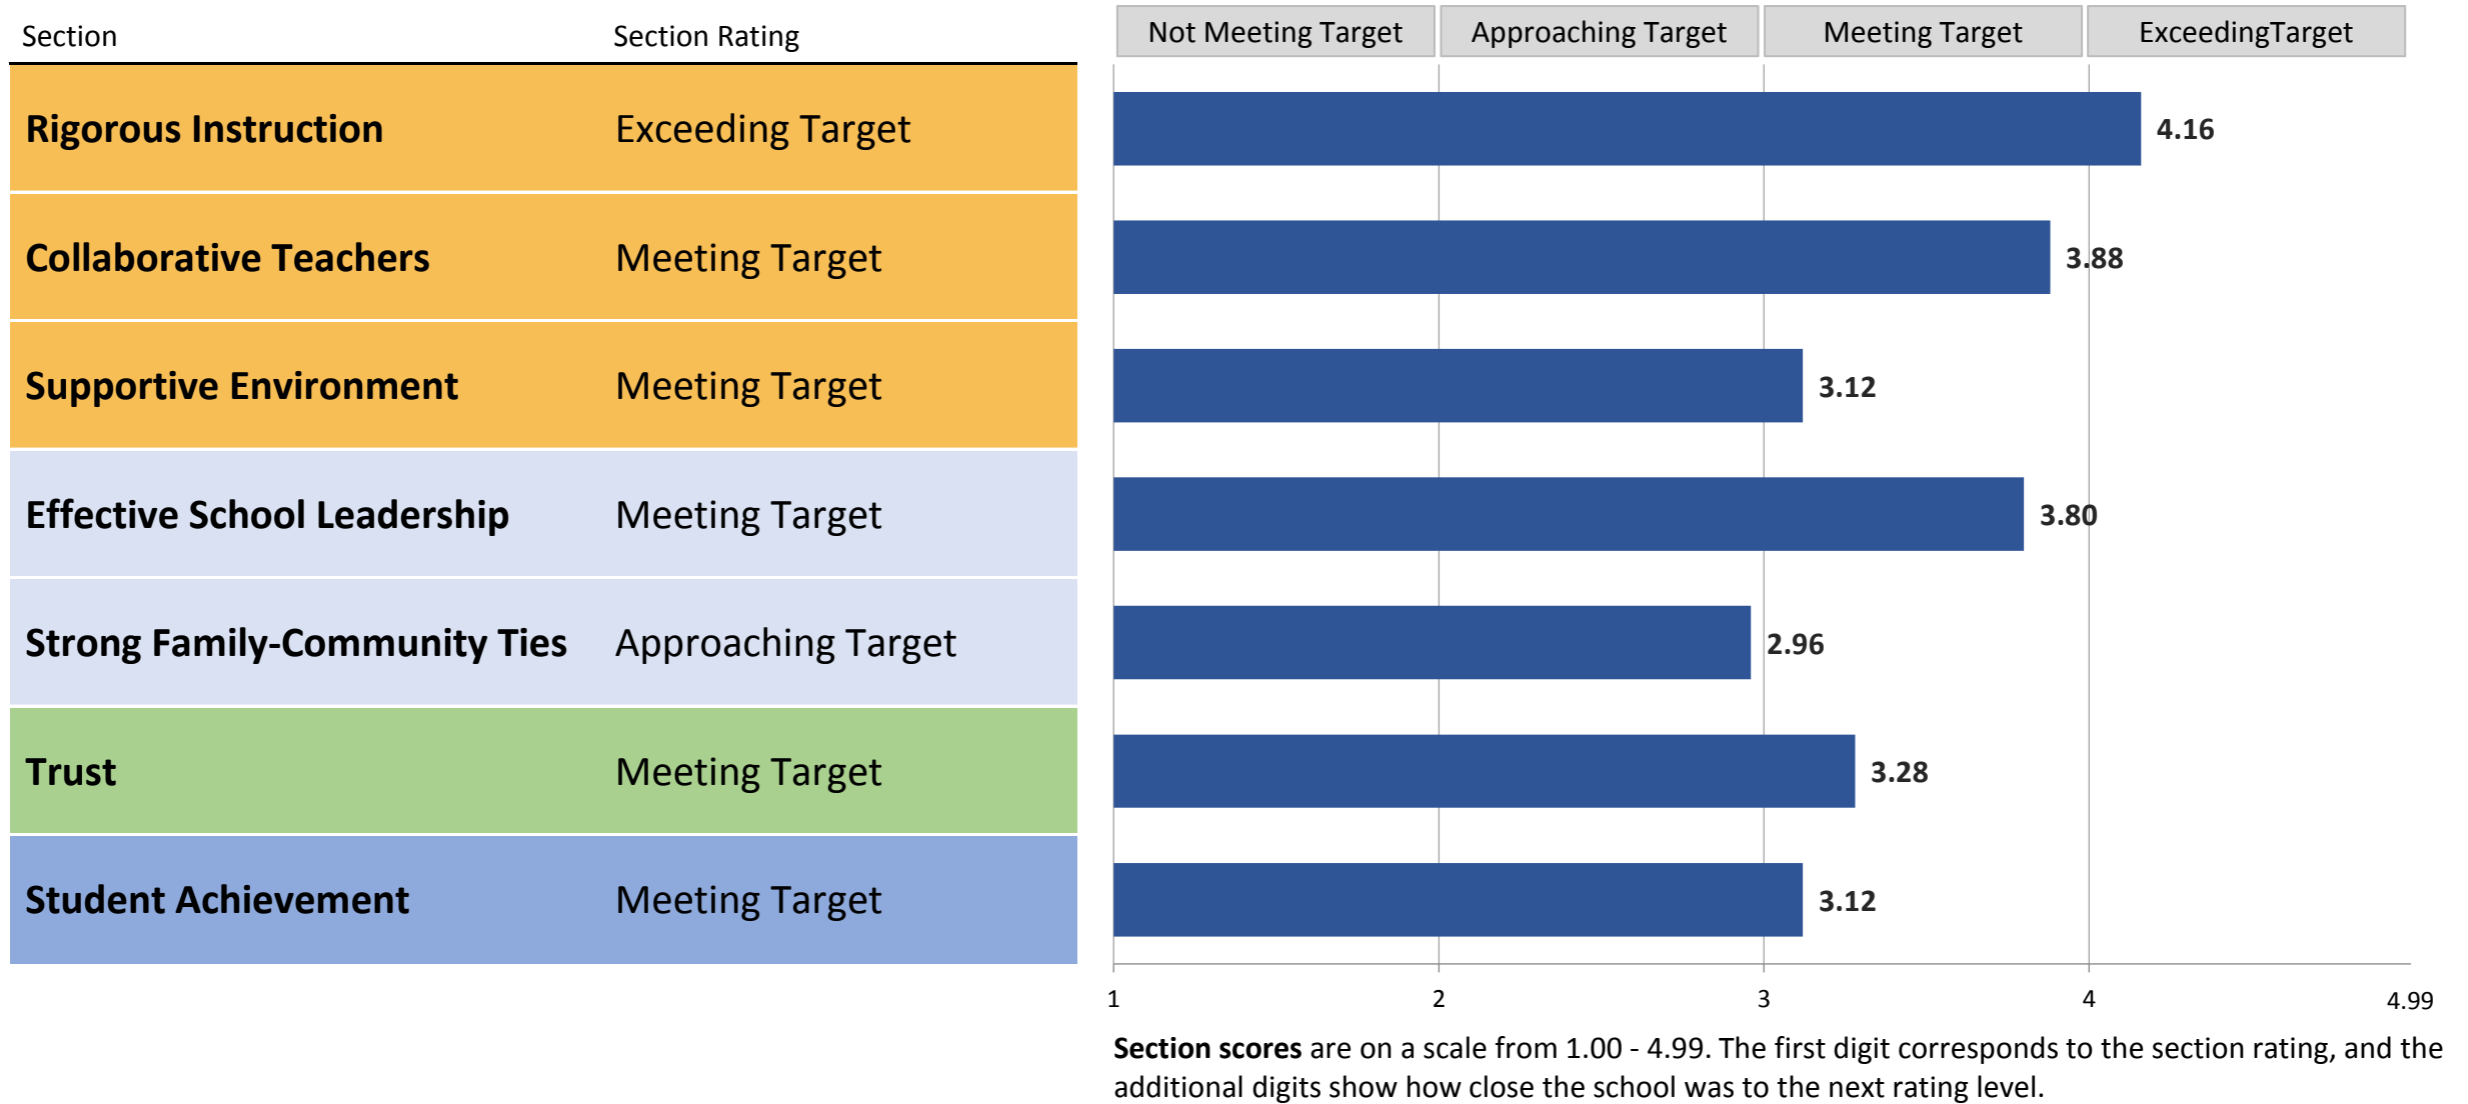 Section Section Rating Not Meeting Target Approaching Target Meeting Target ExceedingTarget
Rigorous Instruction Exceeding Target 4.16
Collaborative Teachers Meeting Target 3.88
Supportive Environment Meeting Target 3.12
Effective School Leadership Meeting Target 3.80
Strong Family-Community Ties Approaching Target 2.96
Trust Meeting Target 3.28
Student Achievement Meeting Target 3.12
1 2 3 4 4.99
Section scores are on a scale from 1.00 - 4.99. The first digit corresponds to the section rating, and the
additional digits show how close the school was to the next rating level.